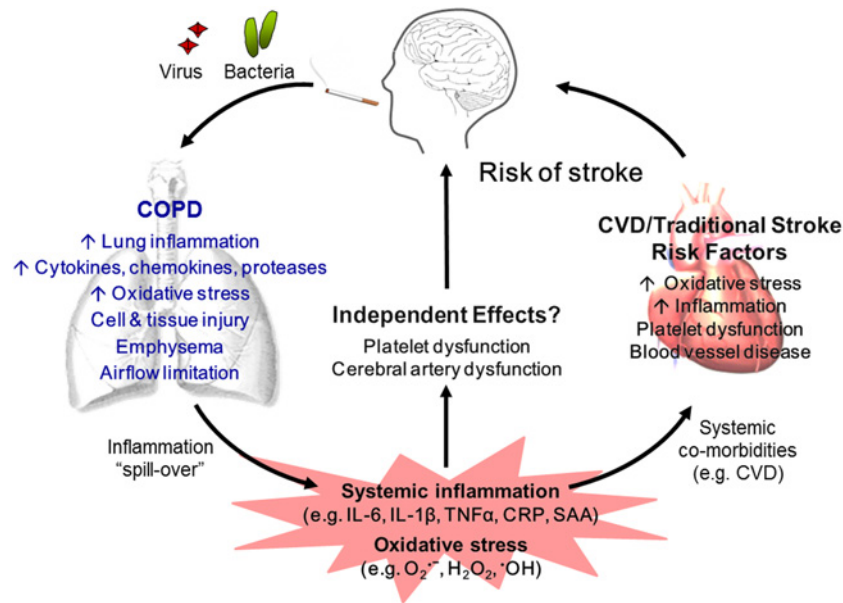 Virus Bacteria
Risk of stroke
COPD
↑ Lung inflammation
↑ Cytokines, chemokines, proteases
↑ Oxidative stress
Cell & tissue injury
Emphysema
Airflow limitation
CVD/Traditional Stroke
Risk Factors
↑ Oxidative stress
↑ Inflammation
Platelet dysfunction
Blood vessel disease
Independent Effects?
Platelet dysfunction
Cerebral artery dysfunction
Inflammation
“spill-over”
Systemic
co-morbidities
(e.g. CVD)
Systemic inflammation
(e.g. IL-6, IL-1β, TNFα, CRP, SAA)
Oxidative stress
(e.g. O₂•⁻, H₂O₂, •OH)